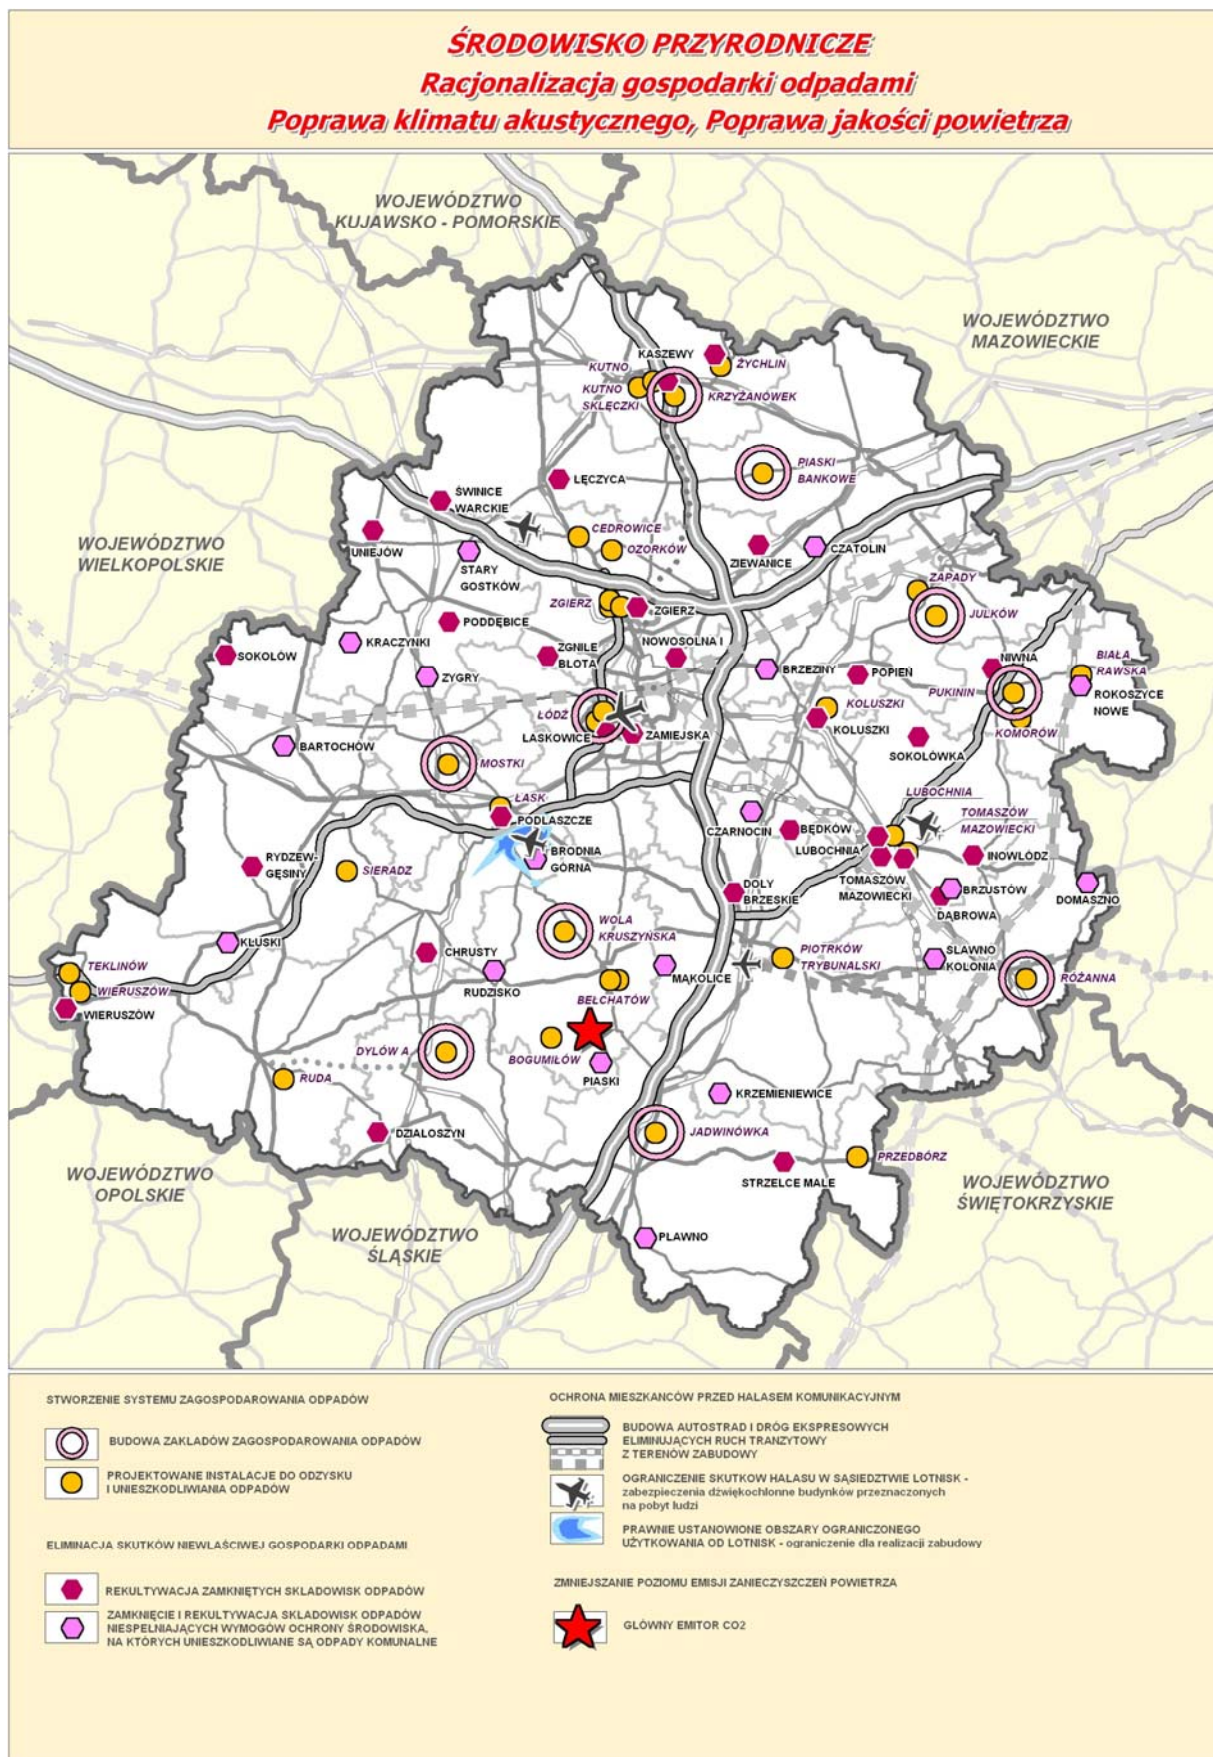 ŚRODOWISKO PRZYRODNICZE
Racjonalizacja gospodarki odpadami
Poprawa klimatu akustycznego, Poprawa jakości powietrza
WOJEWÓDZTWO
KUJAWSKO - POMORSKIE
WOJEWÓDZTWO
MAZOWIECKIE
KASZEWY
KUTNO
ŻYCHLIN
KUTNO
SKLĘCZKI
KRZYŻANÓWEK
PIASKI
BANKOWE
ŁĘCZYCA
ŚWINICE
WARCKIE
CEDROWICE
OZORKÓW
UNIEJÓW
STARY
GOSTKÓW
ZIEWANICE
CZATOLIN
WOJEWÓDZTWO
WIELKOPOLSKIE
ZAPADY
JULKÓW
ZGIERZ
ZGIERZ
PODDĘBICE
KRACZYNKI
SOKOŁÓW
ZGNIŁE
BŁOTA
NOWOSOLNA I
ZYGRY
BRZEZINY
POPIEŃ
NIWNA
BIAŁA
RAWSKA
PUKININ
ROKOSZYCE
NOWE
ŁÓDŹ
LASKOWICE
ZAMIEJSKA
KOLUSZKI
KOLUSZKI
KOMORÓW
SOKOŁÓWKA
BARTOCHÓW
MOSTKI
ŁASK
PODŁASZCZE
LUBOCHNIA
TOMASZÓW
MAZOWIECKI
CZARNOCIN
BĘDKÓW
LUBOCHNIA
INOWŁÓDZ
RYDZEW-
GĘSINY
SIERADZ
BRODNIA
GÓRNA
TOMASZÓW
MAZOWIECKI
DOŁY
BRZESKIE
BRZUSTÓW
DĄBROWA
DOMASZNO
WOLA
KRUSZYŃSKA
KLUSKI
CHRUSTY
RUDZISKO
MĄKOLICE
PIOTRKÓW
TRYBUNALSKI
SŁAWNO
KOLONIA
RÓŻANNA
TEKLINÓW
WIERUSZÓW
WIERUSZÓW
BEŁCHATÓW
DYLÓW A
BOGUMIŁÓW
PIASKI
RUDA
KRZEMIENIEWICE
DZIAŁOSZYN
JADWINÓWKA
PRZEDBÓRZ
STRZELCE MAŁE
WOJEWÓDZTWO
OPOLSKIE
WOJEWÓDZTWO
ŚWIĘTOKRZYSKIE
WOJEWÓDZTWO
ŚLĄSKIE
PŁAWNO
STWORZENIE SYSTEMU ZAGOSPODAROWANIA ODPADÓW
BUDOWA ZAKŁADÓW ZAGOSPODAROWANIA ODPADÓW
PROJEKTOWANE INSTALACJE DO ODZYSKU
I UNIESZKODLIWIANIA ODPADÓW
ELIMINACJA SKUTKÓW NIEWŁAŚCIWEJ GOSPODARKI ODPADAMI
REKULTYWACJA ZAMKNIĘTYCH SKŁADOWISK ODPADÓW
ZAMKNIĘCIE I REKULTYWACJA SKŁADOWISK ODPADÓW
NIESPEŁNIAJĄCYCH WYMOGÓW OCHRONY ŚRODOWISKA,
NA KTÓRYCH UNIESZKODLIWIANE SĄ ODPADY KOMUNALNE
OCHRONA MIESZKAŃCÓW PRZED HAŁASEM KOMUNIKACYJNYM
BUDOWA AUTOSTRAD I DRÓG EKSPRESOWYCH
ELIMINUJĄCYCH RUCH TRANZYTOWY
Z TERENÓW ZABUDOWY
OGRANICZENIE SKUTKÓW HAŁASU W SĄSIEDZTWIE LOTNISK -
zabezpieczenia dźwiękochłonne budynków przeznaczonych
na pobyt ludzi
PRAWNIE USTANOWIONE OBSZARY OGRANICZONEGO
UŻYTKOWANIA OD LOTNISK - ograniczenie dla realizacji zabudowy
ZMNIEJSZANIE POZIOMU EMISJI ZANIECZYSZCZEŃ POWIETRZA
GŁÓWNY EMITOR CO2